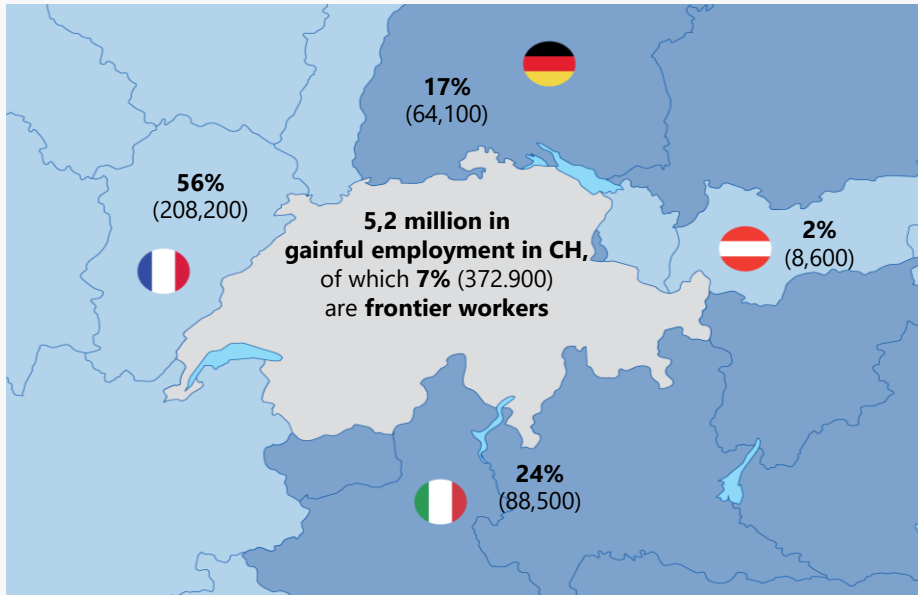 17%
(64,100)
56%
(208,200)
5,2 million in
gainful employment in CH,
of which 7% (372.900)
are frontier workers
2%
(8,600)
24%
(88,500)